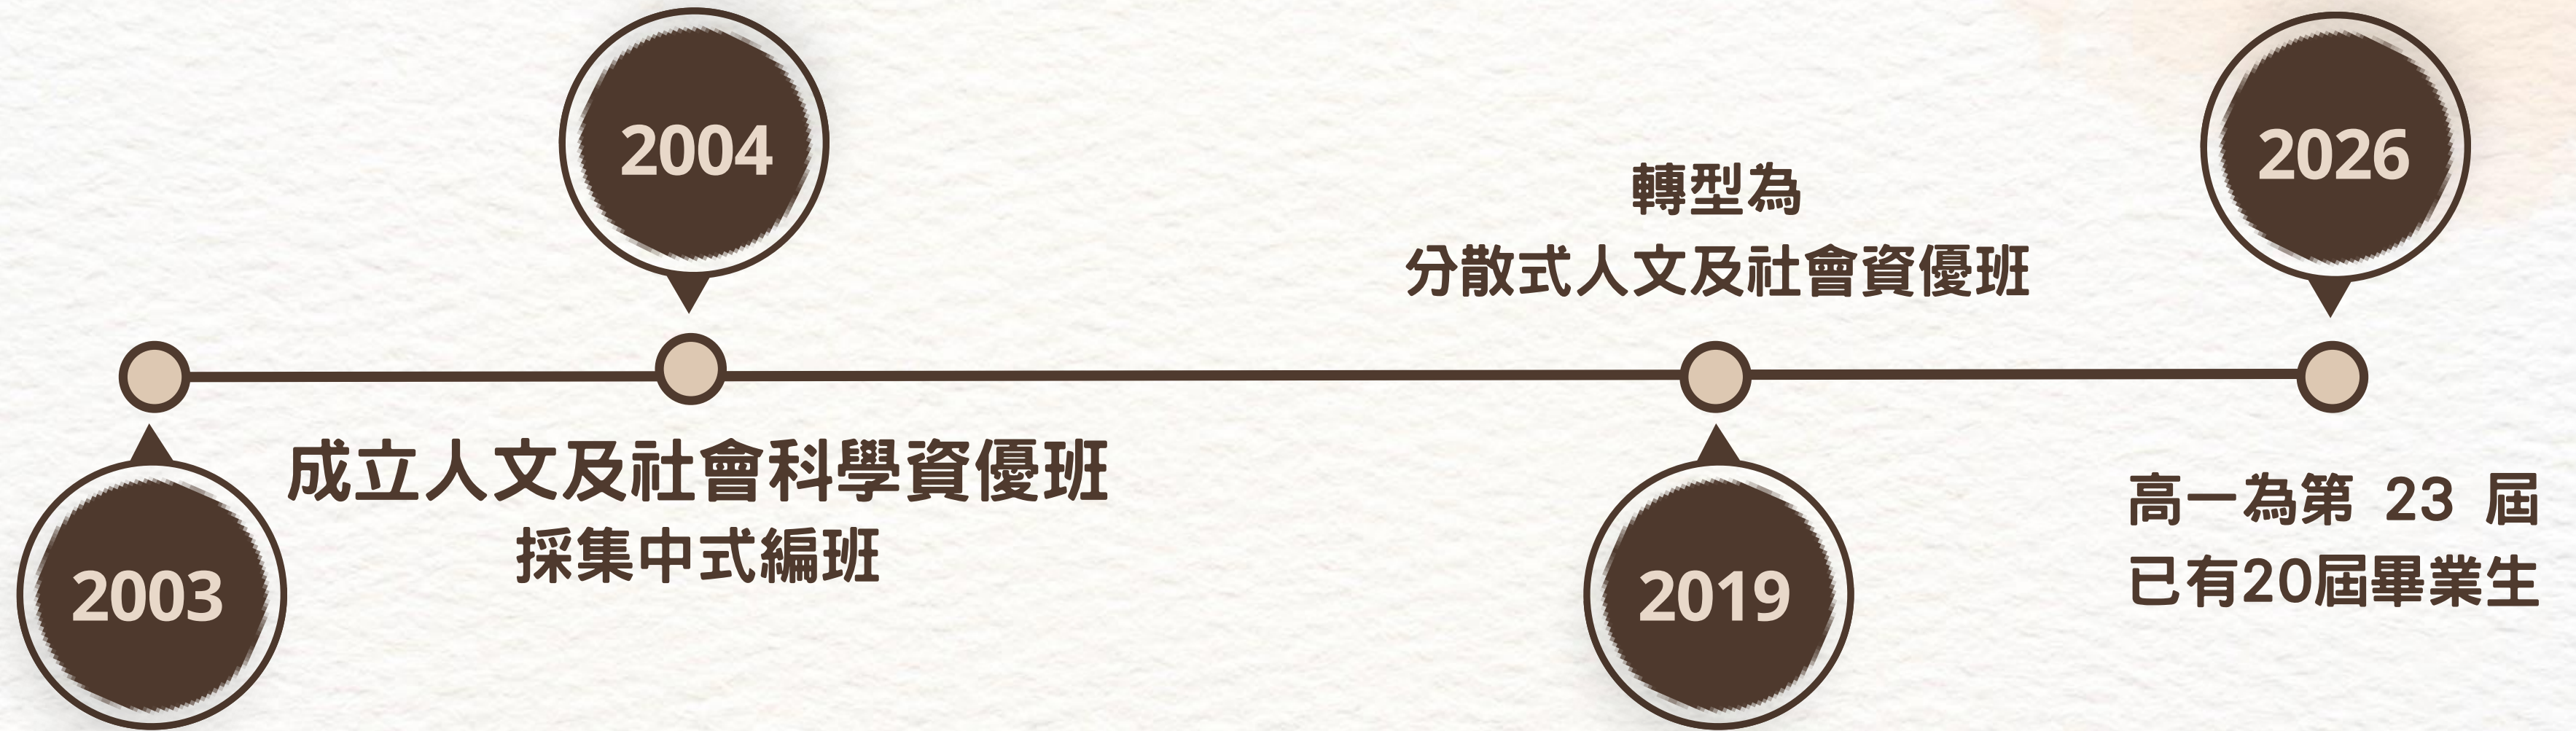 2003
2004
成立人文及社會科學資優班
採集中式編班
2019
轉型為
分散式人文及社會資優班
2026
高一為第 23 屆
已有20屆畢業生